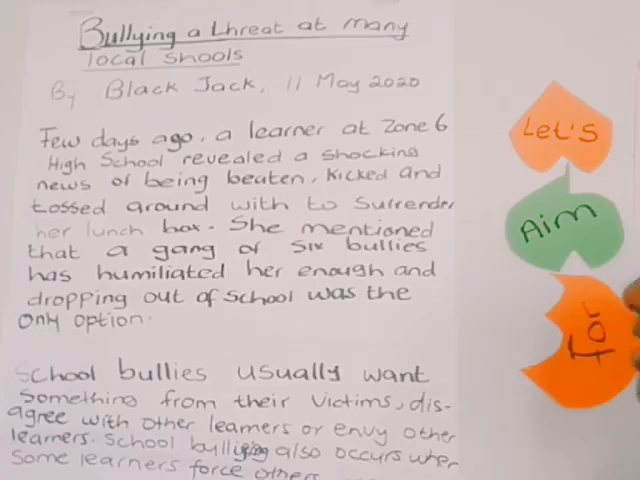 Bullying a threat at many
local shools
By Black Jack, 11 May 2020
Few days ago, a learner at Zone 6
High School revealed a shocking
news of being beaten, kicked and
tossed around with to surrender
her lunch box. She mentioned
that a gang of six bullies
has humiliated her enough and
dropping out of school was the
only option.
School bullies usually want
something from their victims, dis-
agree with other learners or envy other
learners. School bullying also occurs when
some learners force others
Let's
Aim
for